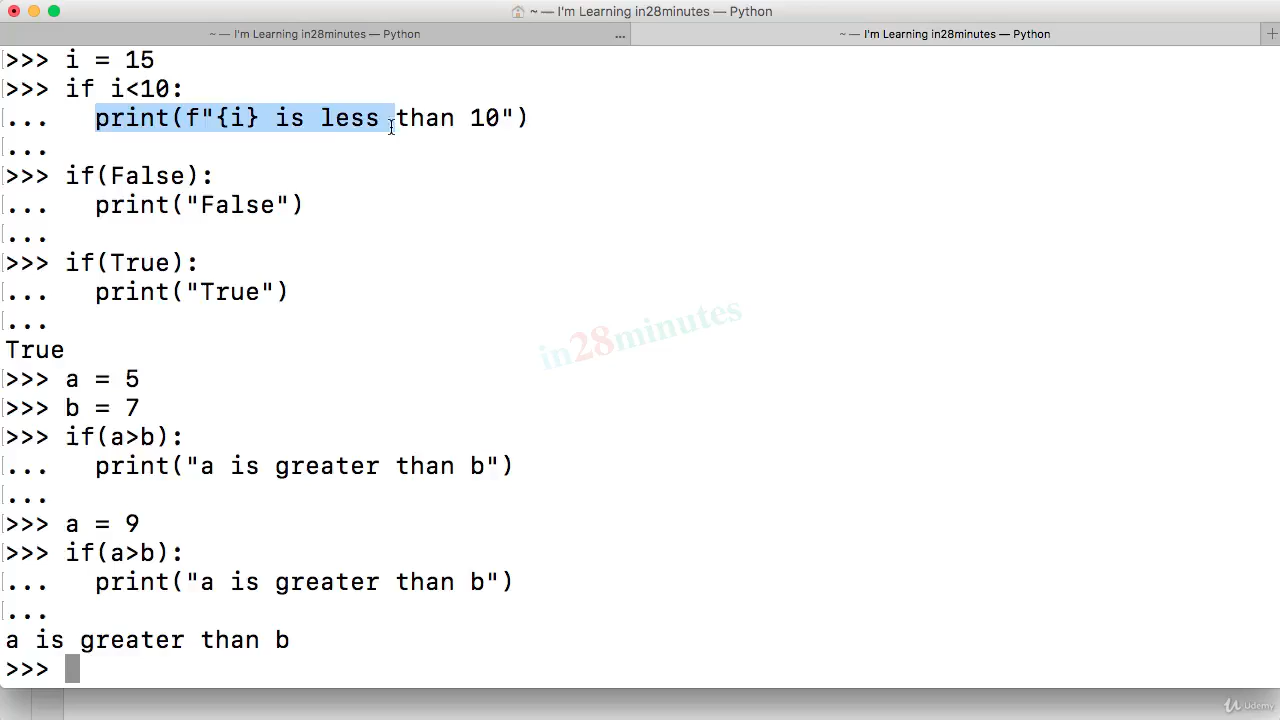 ~ — I'm Learning in28minutes — Python
~ — I'm Learning in28minutes — Python ... ~ — I'm Learning in28minutes — Python +
>>> i = 15
>>> if i<10:
...   print(f"{i} is less than 10")
...
>>> if(False):
...   print("False")
...
>>> if(True):
...   print("True")
...
True
>>> a = 5
>>> b = 7
>>> if(a>b):
...   print("a is greater than b")
...
>>> a = 9
>>> if(a>b):
...   print("a is greater than b")
...
a is greater than b
>>>
in28minutes
Udemy